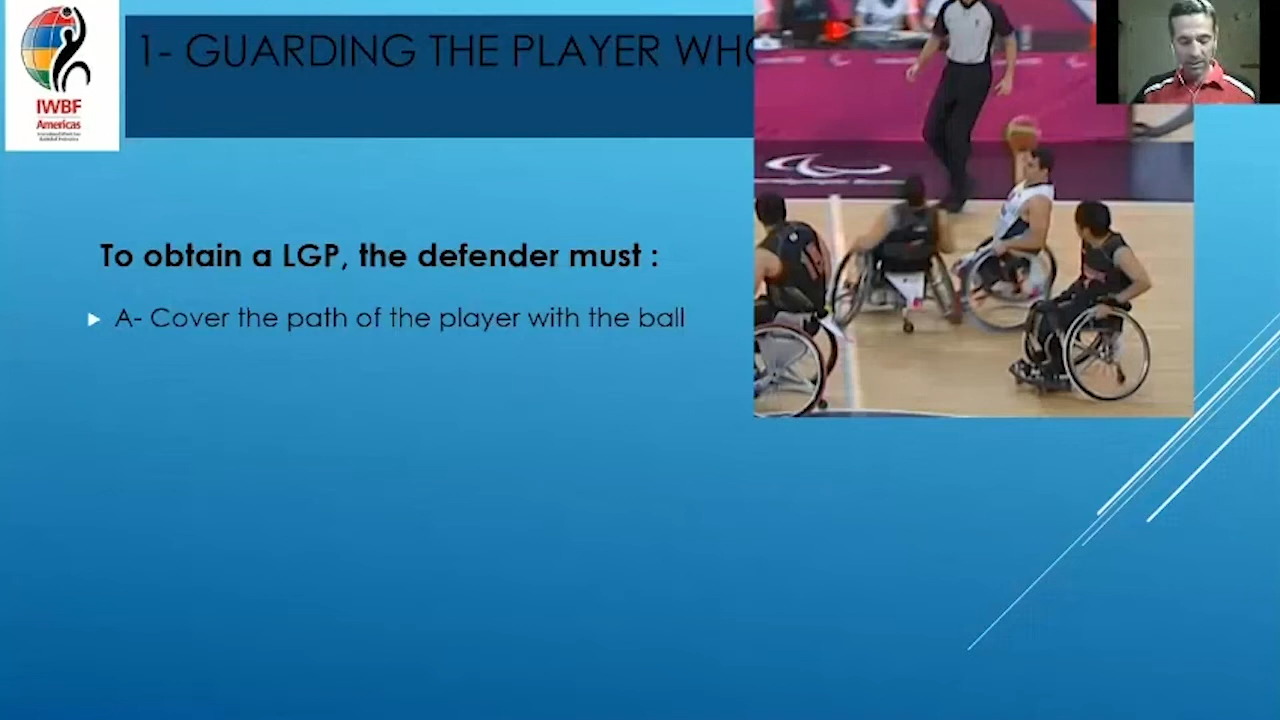 IWBF
Americas
1- GUARDING THE PLAYER WHO
To obtain a LGP, the defender must :
A- Cover the path of the player with the ball